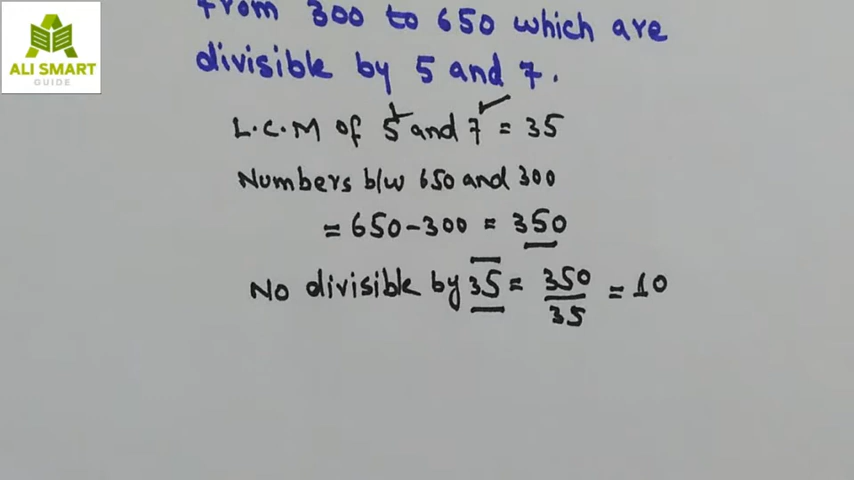 ALI SMART
GUIDE
From 300 to 650 which are
divisible by 5 and 7.
L.C.M of 5 and 7 = 35
Numbers b/w 650 and 300
= 650-300 = 350
No divisible by 35 = 350/35 = 10